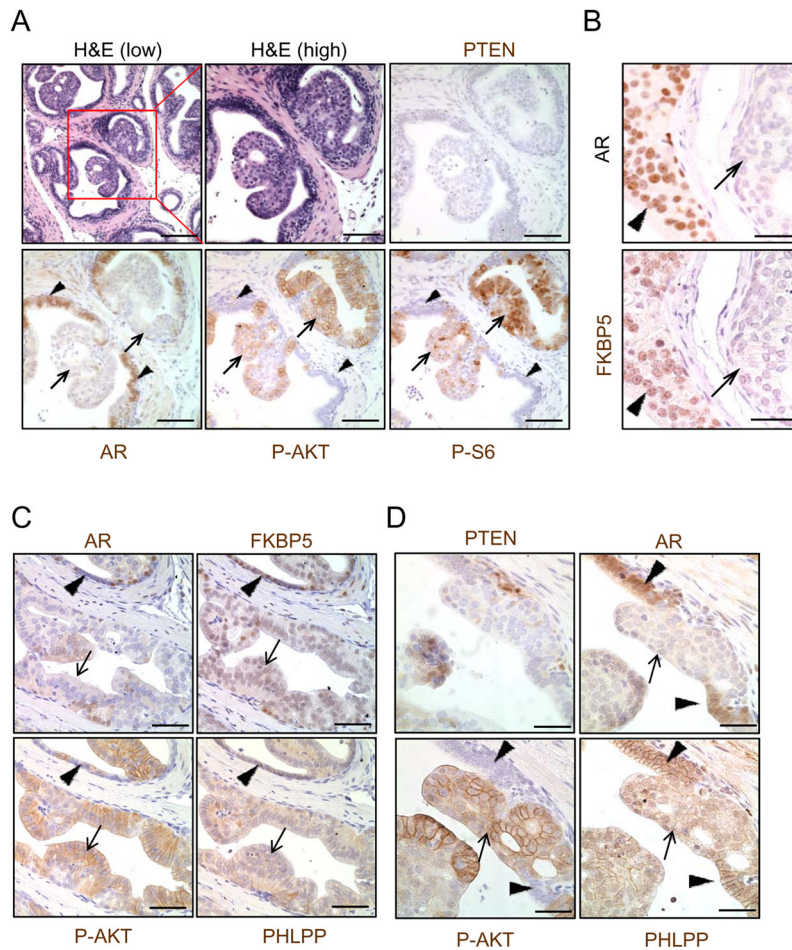 A
B
H&E (low)
H&E (high)
PTEN
AR
FKBP5
AR
P-AKT
P-S6
C
D
AR
FKBP5
PTEN
AR
P-AKT
PHLPP
P-AKT
PHLPP